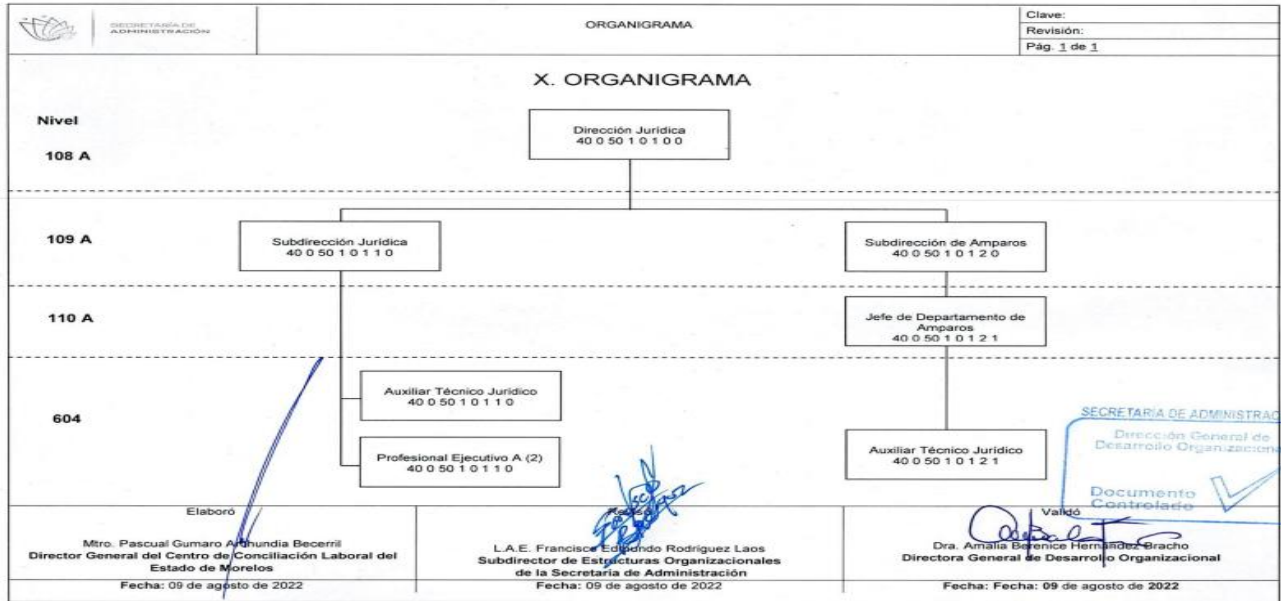 SECRETARÍA DE
ADMINISTRACIÓN
ORGANIGRAMA
Clave:
Revisión:
Pág. 1 de 1
X. ORGANIGRAMA
Nivel
108 A
Dirección Jurídica
40 0 50 1 0 1 0 0
109 A
Subdirección Jurídica
40 0 50 1 0 1 1 0
Subdirección de Amparos
40 0 50 1 0 1 2 0
110 A
Jefe de Departamento de
Amparos
40 0 50 1 0 1 2 1
604
Auxiliar Técnico Jurídico
40 0 50 1 0 1 1 0
Profesional Ejecutivo A (2)
40 0 50 1 0 1 1 0
Auxiliar Técnico Jurídico
40 0 50 1 0 1 2 1
SECRETARÍA DE ADMINISTRAC
Dirección General de
Desarrollo Organizaciona
Documento
Controlado
Elaboró
Mtro. Pascual Gumaro Arghundia Becerril
Director General del Centro de Conciliación Laboral del
Estado de Morelos
Fecha: 09 de agosto de 2022
Revisó
L.A.E. Francisco Edmundo Rodríguez Laos
Subdirector de Estructuras Organizacionales
de la Secretaría de Administración
Fecha: 09 de agosto de 2022
Validó
Dra. Amalia Berenice Hernández Bracho
Directora General de Desarrollo Organizacional
Fecha: Fecha: 09 de agosto de 2022